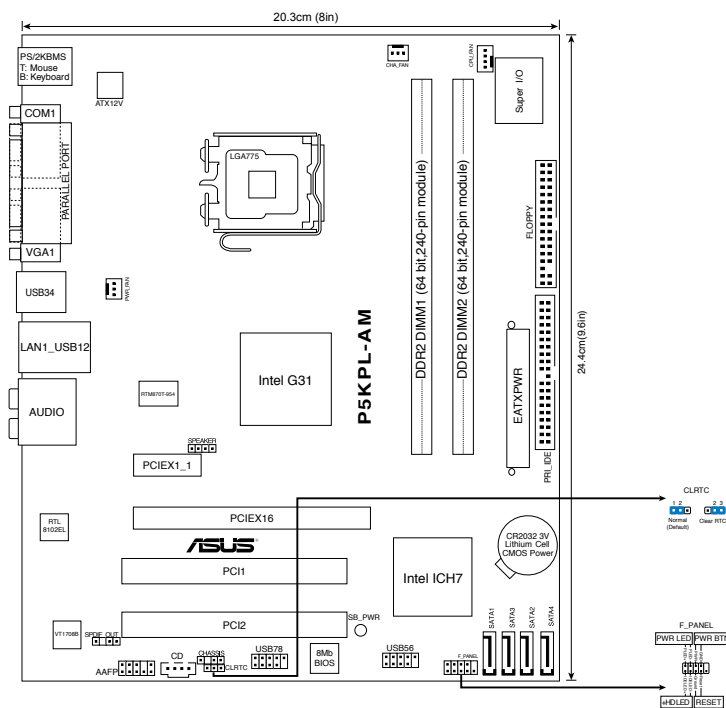 20.3cm (8in)
PS/2KBMS
T: Mouse
B: Keyboard
ATX12V
CHA_FAN
CPU_FAN
Super I/O
COM1
PARALLEL PORT
VGA1
LGA775
DDR2 DIMM1 (64 bit,240-pin module)
DDR2 DIMM2 (64 bit,240-pin module)
FLOPPY
24.4cm(9.6in)
USB34
PWR_FAN
LAN1_USB12
Intel G31
P5KPL-AM
EATXPWR
PRI_IDE
AUDIO
RTM870T-954
SPEAKER
PCIEX1_1
CLRTC
1 2
2 3
Normal
(Default)
Clear RTC
RTL
8102EL
PCIEX16
ASUS
CR2032 3V
Lithium Cell
CMOS Power
PCI1
Intel ICH7
PCI2
SB_PWR
SATA1
SATA3
SATA2
SATA4
VT1708B
SPDIF_OUT
AAFP
CD
CHASSIS
CLRTC
USB78
8Mb
BIOS
USB56
F_PANEL
F_PANEL
PWR LED
PWR BTN
+HDLED
RESET